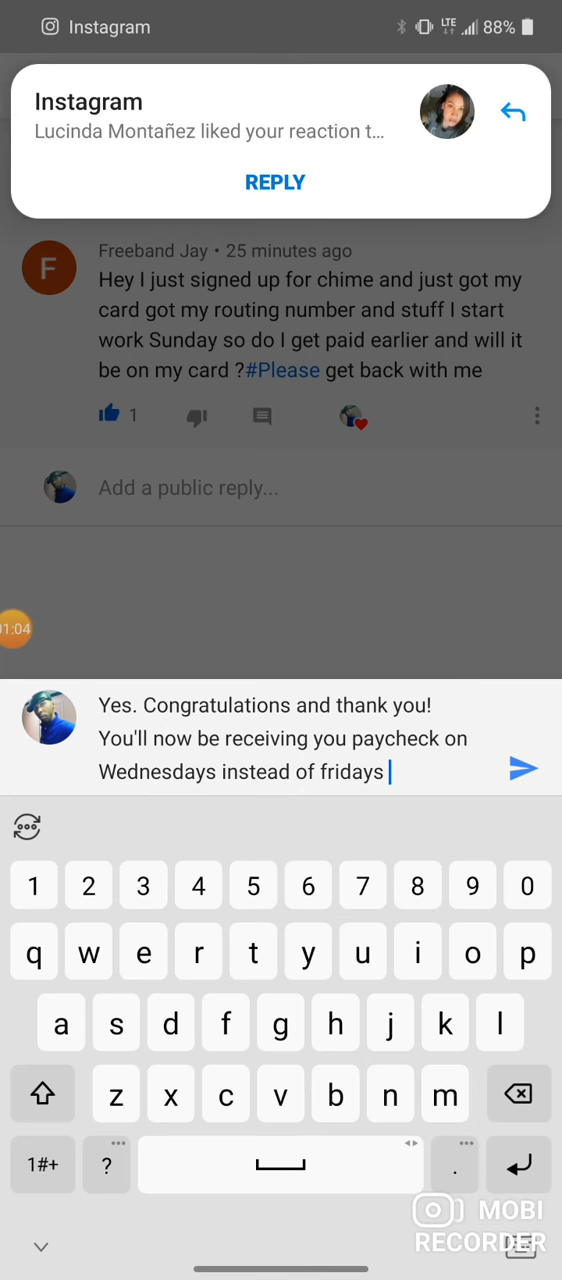 Instagram
LTE 88%
Instagram
Lucinda Montañez liked your reaction t...
REPLY
F
Freeband Jay • 25 minutes ago
Hey I just signed up for chime and just got my
card got my routing number and stuff I start
work Sunday so do I get paid earlier and will it
be on my card ?#Please get back with me
1
Add a public reply...
01:04
Yes. Congratulations and thank you!
You'll now be receiving you paycheck on
Wednesdays instead of fridays
1 2 3 4 5 6 7 8 9 0
q w e r t y u i o p
a s d f g h j k l
z x c v b n m
1#+ ? .
MOBI
RECORDER